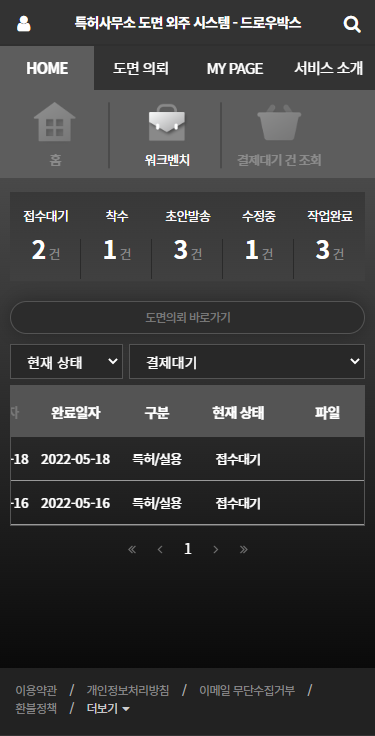 특허사무소 도면 외주 시스템 - 드로우박스
HOME 도면 의뢰 MY PAGE 서비스 소개
홈 워크벤치 결제대기 건 조회
접수대기 착수 초안발송 수정중 작업완료
2 건 1 건 3 건 1 건 3 건
도면의뢰 바로가기
현재 상태 결제대기
자 완료일자 구분 현재 상태 파일
-18 2022-05-18 특허/실용 접수대기
-16 2022-05-16 특허/실용 접수대기
« ‹ 1 › »
이용약관 / 개인정보처리방침 / 이메일 무단수집거부 /
환불정책 / 더보기